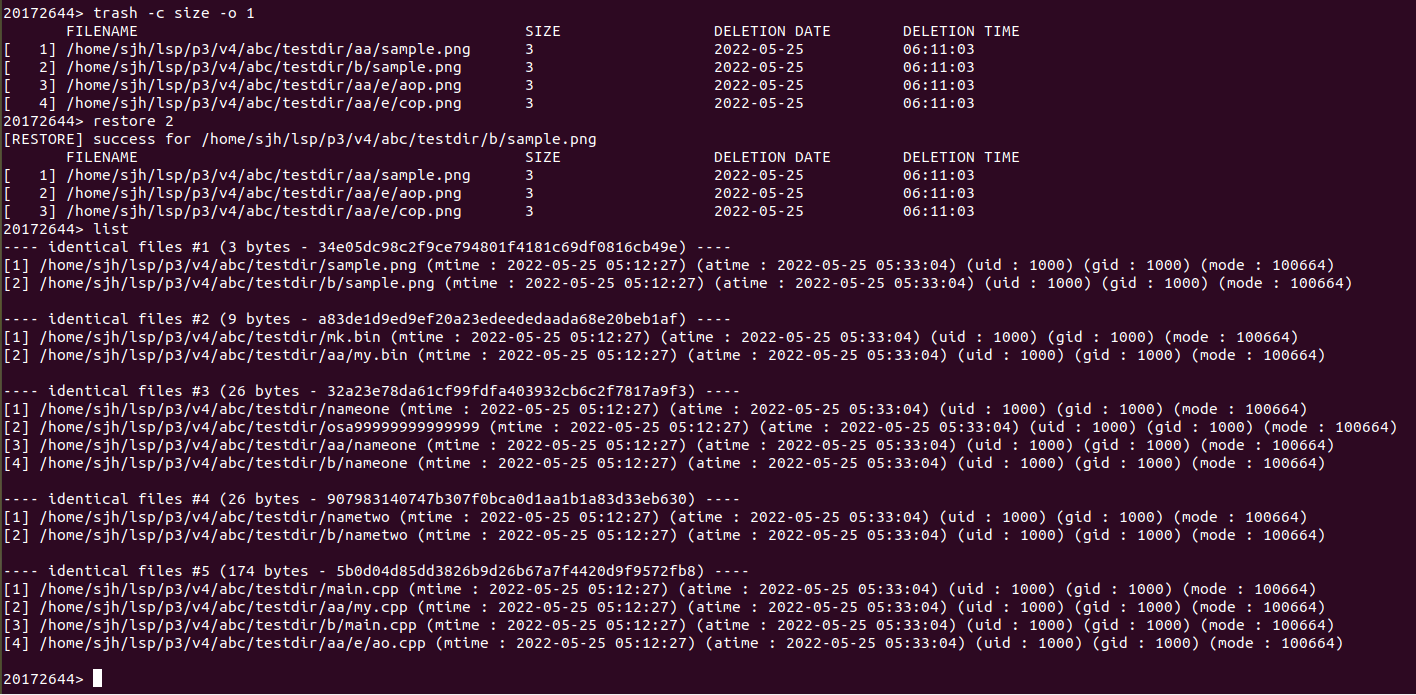 20172644> trash -c size -o 1
FILENAME SIZE DELETION DATE DELETION TIME
[   1] /home/sjh/lsp/p3/v4/abc/testdir/aa/sample.png 3 2022-05-25 06:11:03
[   2] /home/sjh/lsp/p3/v4/abc/testdir/b/sample.png 3 2022-05-25 06:11:03
[   3] /home/sjh/lsp/p3/v4/abc/testdir/aa/e/aop.png 3 2022-05-25 06:11:03
[   4] /home/sjh/lsp/p3/v4/abc/testdir/aa/e/cop.png 3 2022-05-25 06:11:03
20172644> restore 2
[RESTORE] success for /home/sjh/lsp/p3/v4/abc/testdir/b/sample.png
FILENAME SIZE DELETION DATE DELETION TIME
[   1] /home/sjh/lsp/p3/v4/abc/testdir/aa/sample.png 3 2022-05-25 06:11:03
[   2] /home/sjh/lsp/p3/v4/abc/testdir/aa/e/aop.png 3 2022-05-25 06:11:03
[   3] /home/sjh/lsp/p3/v4/abc/testdir/aa/e/cop.png 3 2022-05-25 06:11:03
20172644> list
---- identical files #1 (3 bytes - 34e05dc98c2f9ce794801f4181c69df0816cb49e) ----
[1] /home/sjh/lsp/p3/v4/abc/testdir/sample.png (mtime : 2022-05-25 05:12:27) (atime : 2022-05-25 05:33:04) (uid : 1000) (gid : 1000) (mode : 100664)
[2] /home/sjh/lsp/p3/v4/abc/testdir/b/sample.png (mtime : 2022-05-25 05:12:27) (atime : 2022-05-25 05:33:04) (uid : 1000) (gid : 1000) (mode : 100664)
---- identical files #2 (9 bytes - a83de1d9ed9ef20a23edeededaada68e20beb1af) ----
[1] /home/sjh/lsp/p3/v4/abc/testdir/mk.bin (mtime : 2022-05-25 05:12:27) (atime : 2022-05-25 05:33:04) (uid : 1000) (gid : 1000) (mode : 100664)
[2] /home/sjh/lsp/p3/v4/abc/testdir/aa/my.bin (mtime : 2022-05-25 05:12:27) (atime : 2022-05-25 05:33:04) (uid : 1000) (gid : 1000) (mode : 100664)
---- identical files #3 (26 bytes - 32a23e78da61cf99fdfa403932cb6c2f7817a9f3) ----
[1] /home/sjh/lsp/p3/v4/abc/testdir/nameone (mtime : 2022-05-25 05:12:27) (atime : 2022-05-25 05:33:04) (uid : 1000) (gid : 1000) (mode : 100664)
[2] /home/sjh/lsp/p3/v4/abc/testdir/osa99999999999999 (mtime : 2022-05-25 05:12:27) (atime : 2022-05-25 05:33:04) (uid : 1000) (gid : 1000) (mode : 100664)
[3] /home/sjh/lsp/p3/v4/abc/testdir/aa/nameone (mtime : 2022-05-25 05:12:27) (atime : 2022-05-25 05:33:04) (uid : 1000) (gid : 1000) (mode : 100664)
[4] /home/sjh/lsp/p3/v4/abc/testdir/b/nameone (mtime : 2022-05-25 05:12:27) (atime : 2022-05-25 05:33:04) (uid : 1000) (gid : 1000) (mode : 100664)
---- identical files #4 (26 bytes - 907983140747b307f0bca0d1aa1b1a83d33eb630) ----
[1] /home/sjh/lsp/p3/v4/abc/testdir/nametwo (mtime : 2022-05-25 05:12:27) (atime : 2022-05-25 05:33:04) (uid : 1000) (gid : 1000) (mode : 100664)
[2] /home/sjh/lsp/p3/v4/abc/testdir/b/nametwo (mtime : 2022-05-25 05:12:27) (atime : 2022-05-25 05:33:04) (uid : 1000) (gid : 1000) (mode : 100664)
---- identical files #5 (174 bytes - 5b0d04d85dd3826b9d26b67a7f4420d9f9572fb8) ----
[1] /home/sjh/lsp/p3/v4/abc/testdir/main.cpp (mtime : 2022-05-25 05:12:27) (atime : 2022-05-25 05:33:04) (uid : 1000) (gid : 1000) (mode : 100664)
[2] /home/sjh/lsp/p3/v4/abc/testdir/aa/my.cpp (mtime : 2022-05-25 05:12:27) (atime : 2022-05-25 05:33:04) (uid : 1000) (gid : 1000) (mode : 100664)
[3] /home/sjh/lsp/p3/v4/abc/testdir/b/main.cpp (mtime : 2022-05-25 05:12:27) (atime : 2022-05-25 05:33:04) (uid : 1000) (gid : 1000) (mode : 100664)
[4] /home/sjh/lsp/p3/v4/abc/testdir/aa/e/ao.cpp (mtime : 2022-05-25 05:12:27) (atime : 2022-05-25 05:33:04) (uid : 1000) (gid : 1000) (mode : 100664)
20172644>